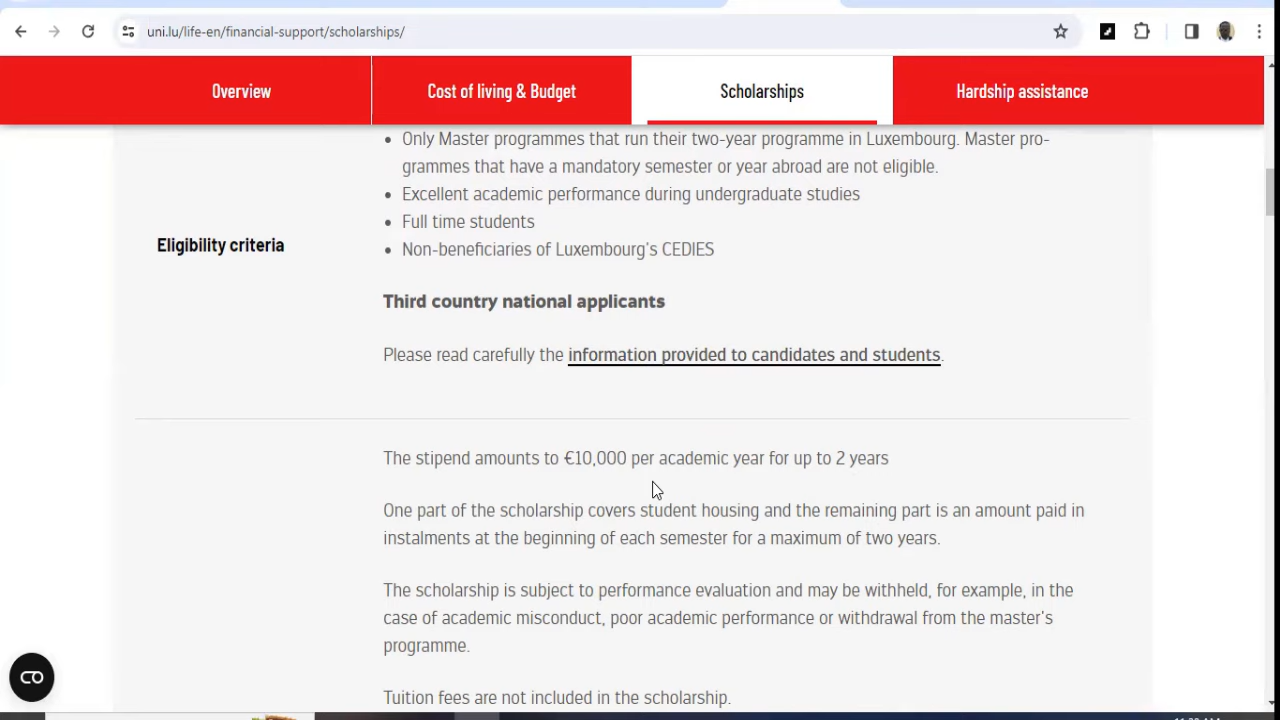 uni.lu/life-en/financial-support/scholarships/
Overview
Cost of living & Budget
Scholarships
Hardship assistance
Only Master programmes that run their two-year programme in Luxembourg. Master pro-
grammes that have a mandatory semester or year abroad are not eligible.
Excellent academic performance during undergraduate studies
Full time students
Non-beneficiaries of Luxembourg's CEDIES
Eligibility criteria
Third country national applicants
Please read carefully the information provided to candidates and students.
The stipend amounts to €10,000 per academic year for up to 2 years
One part of the scholarship covers student housing and the remaining part is an amount paid in
instalments at the beginning of each semester for a maximum of two years.
The scholarship is subject to performance evaluation and may be withheld, for example, in the
case of academic misconduct, poor academic performance or withdrawal from the master's
programme.
Tuition fees are not included in the scholarship.